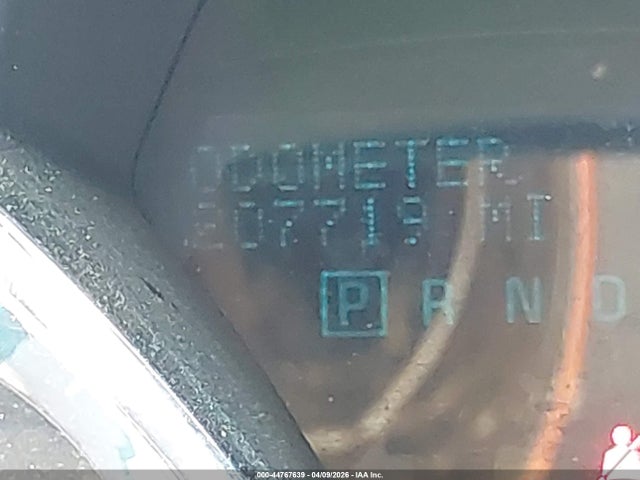 ODOMETER
207719 MI
P R N D
000-44767639 - 04/09/2026 - IAA Inc.